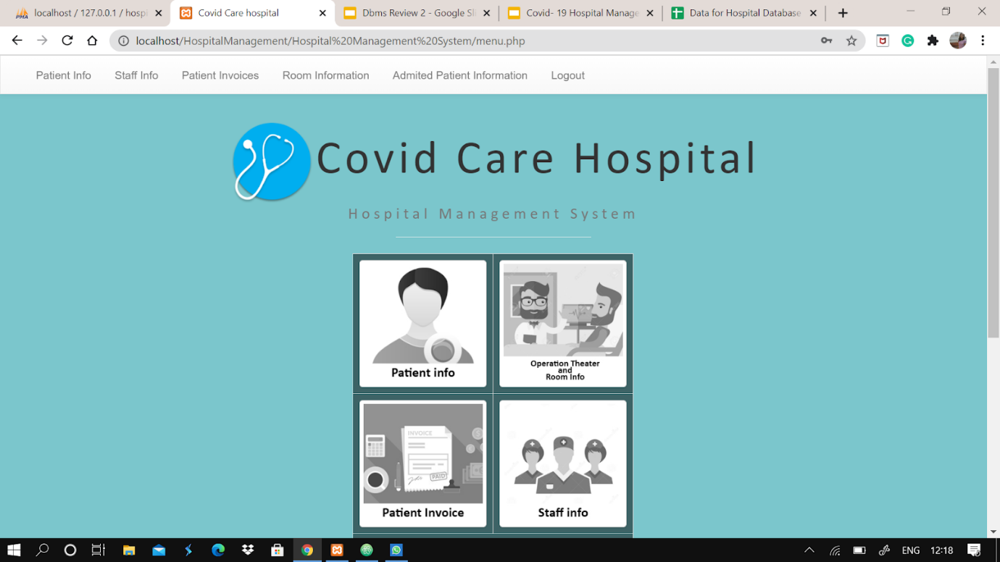 localhost / 127.0.0.1 / hospi
Covid Care hospital
Dbms Review 2 - Google Sli
Covid- 19 Hospital Manage
Data for Hospital Database
localhost/HospitalManagement/Hospital%20Management%20System/menu.php
Patient Info
Staff Info
Patient Invoices
Room Information
Admited Patient Information
Logout
Covid Care Hospital
Hospital Management System
Patient info
Operation Theater
and
Room Info
INVOICE
PAID
Patient Invoice
Staff info
ENG
12:18